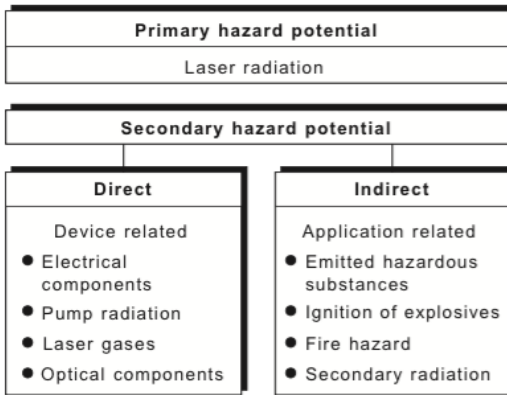 Primary hazard potential
Laser radiation
Secondary hazard potential
Direct
Device related
● Electrical
components
● Pump radiation
● Laser gases
● Optical components
Indirect
Application related
● Emitted hazardous
substances
● Ignition of explosives
● Fire hazard
● Secondary radiation